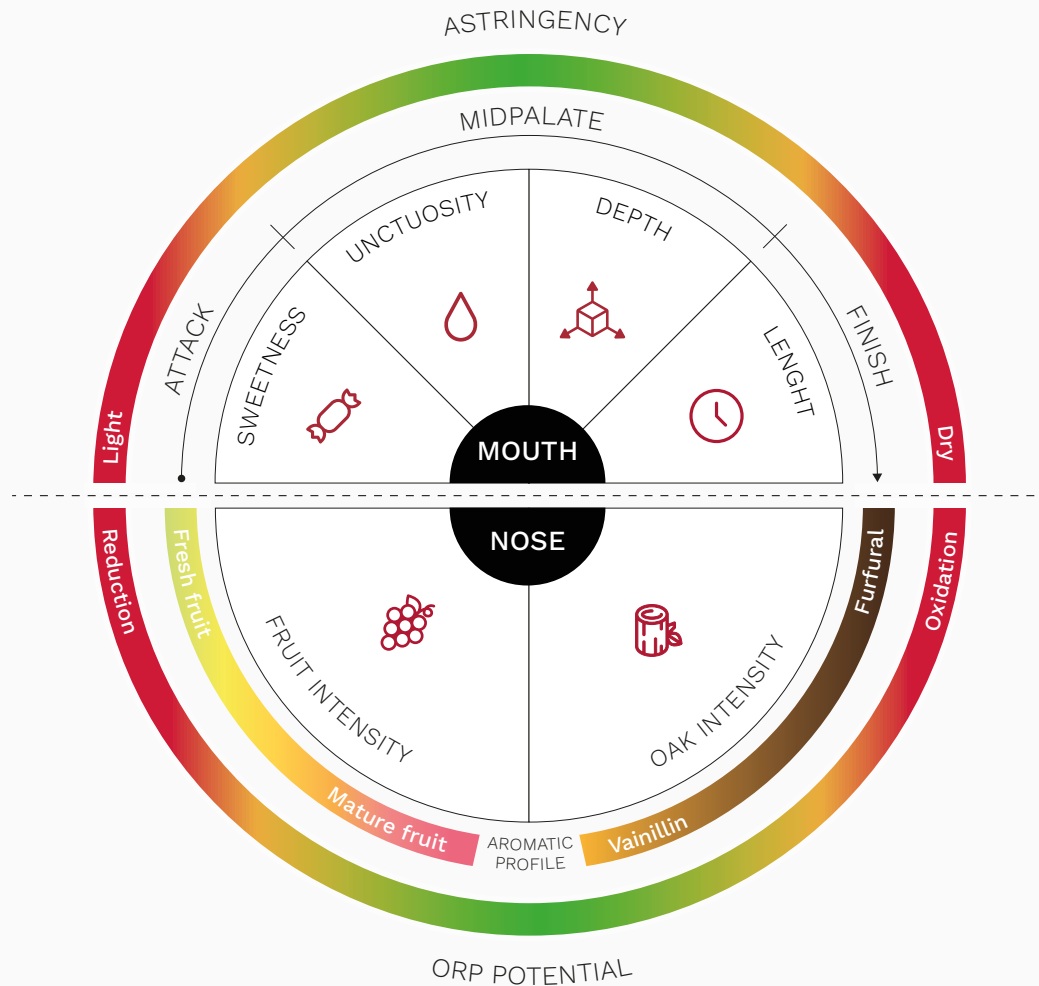 ASTRINGENCY
MIDPALATE
UNCTUOSITY
DEPTH
ATTACK
SWEETNESS
LENGHT
FINISH
Light
MOUTH
Dry
Reduction
Fresh fruit
NOSE
Furfural
Oxidation
FRUIT INTENSITY
OAK INTENSITY
Mature fruit
AROMATIC
PROFILE
Vainillin
ORP POTENTIAL